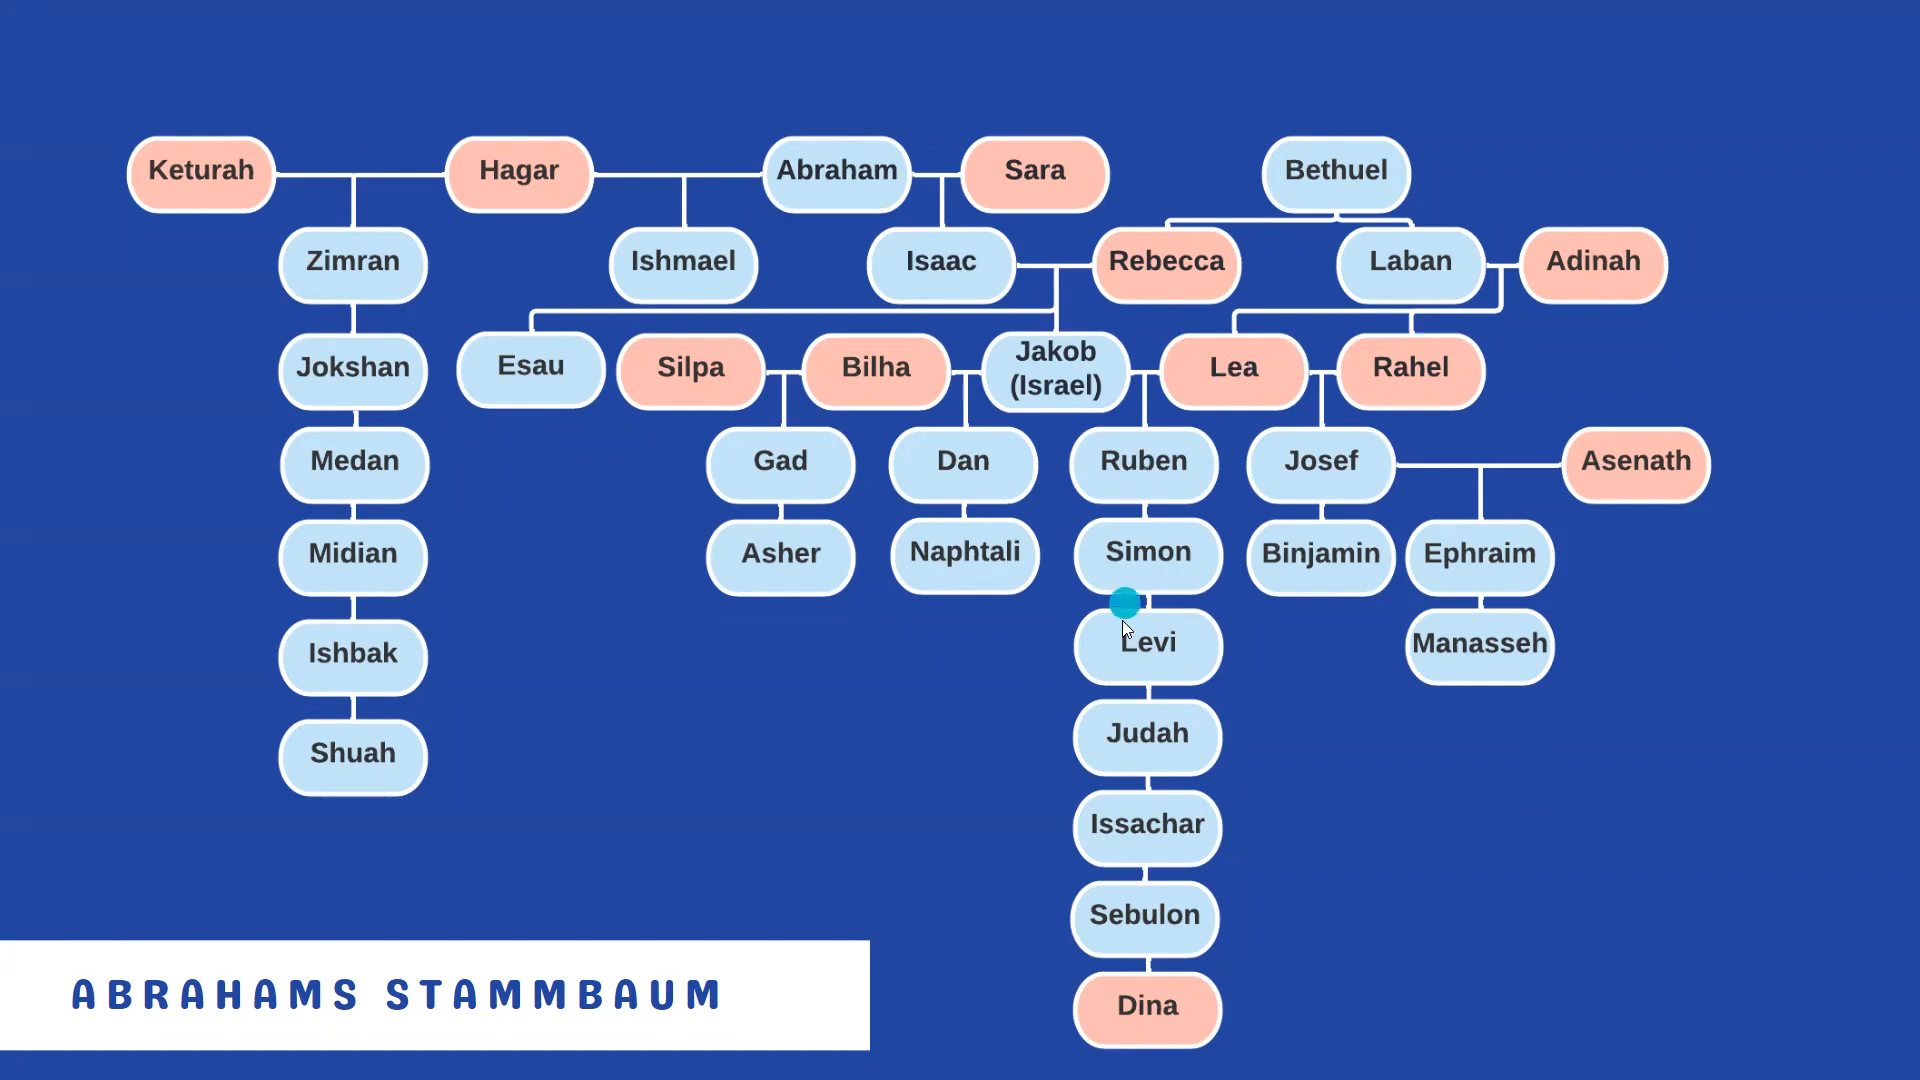 Keturah
Hagar
Abraham
Sara
Bethuel
Zimran
Ishmael
Isaac
Rebecca
Laban
Adinah
Jokshan
Esau
Silpa
Bilha
Jakob
(Israel)
Lea
Rahel
Medan
Gad
Dan
Ruben
Josef
Asenath
Midian
Asher
Naphtali
Simon
Binjamin
Ephraim
Ishbak
Levi
Manasseh
Shuah
Judah
Issachar
Sebulon
Dina
ABRAHAMS STAMMBAUM